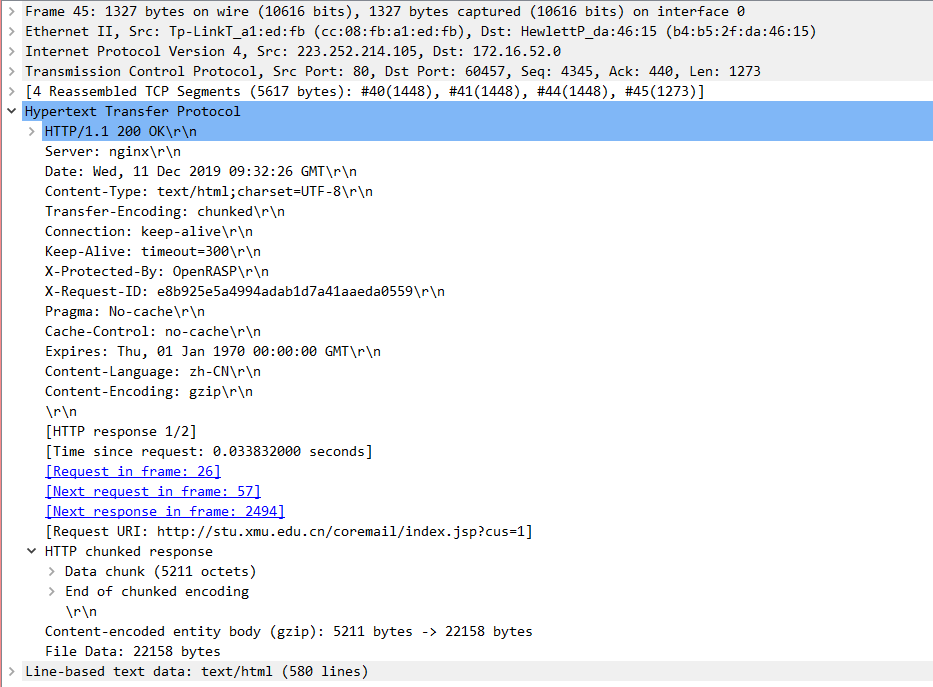 Frame 45: 1327 bytes on wire (10616 bits), 1327 bytes captured (10616 bits) on interface 0
Ethernet II, Src: Tp-LinkT_a1:ed:fb (cc:08:fb:a1:ed:fb), Dst: HewlettP_da:46:15 (b4:b5:2f:da:46:15)
Internet Protocol Version 4, Src: 223.252.214.105, Dst: 172.16.52.0
Transmission Control Protocol, Src Port: 80, Dst Port: 60457, Seq: 4345, Ack: 440, Len: 1273
[4 Reassembled TCP Segments (5617 bytes): #40(1448), #41(1448), #44(1448), #45(1273)]
Hypertext Transfer Protocol
HTTP/1.1 200 OK\r\n
Server: nginx\r\n
Date: Wed, 11 Dec 2019 09:32:26 GMT\r\n
Content-Type: text/html;charset=UTF-8\r\n
Transfer-Encoding: chunked\r\n
Connection: keep-alive\r\n
Keep-Alive: timeout=300\r\n
X-Protected-By: OpenRASP\r\n
X-Request-ID: e8b925e5a4994adab1d7a41aaeda0559\r\n
Pragma: No-cache\r\n
Cache-Control: no-cache\r\n
Expires: Thu, 01 Jan 1970 00:00:00 GMT\r\n
Content-Language: zh-CN\r\n
Content-Encoding: gzip\r\n
\r\n
[HTTP response 1/2]
[Time since request: 0.033832000 seconds]
[Request in frame: 26]
[Next request in frame: 57]
[Next response in frame: 2494]
[Request URI: http://stu.xmu.edu.cn/coremail/index.jsp?cus=1]
HTTP chunked response
Data chunk (5211 octets)
End of chunked encoding
\r\n
Content-encoded entity body (gzip): 5211 bytes -> 22158 bytes
File Data: 22158 bytes
Line-based text data: text/html (580 lines)